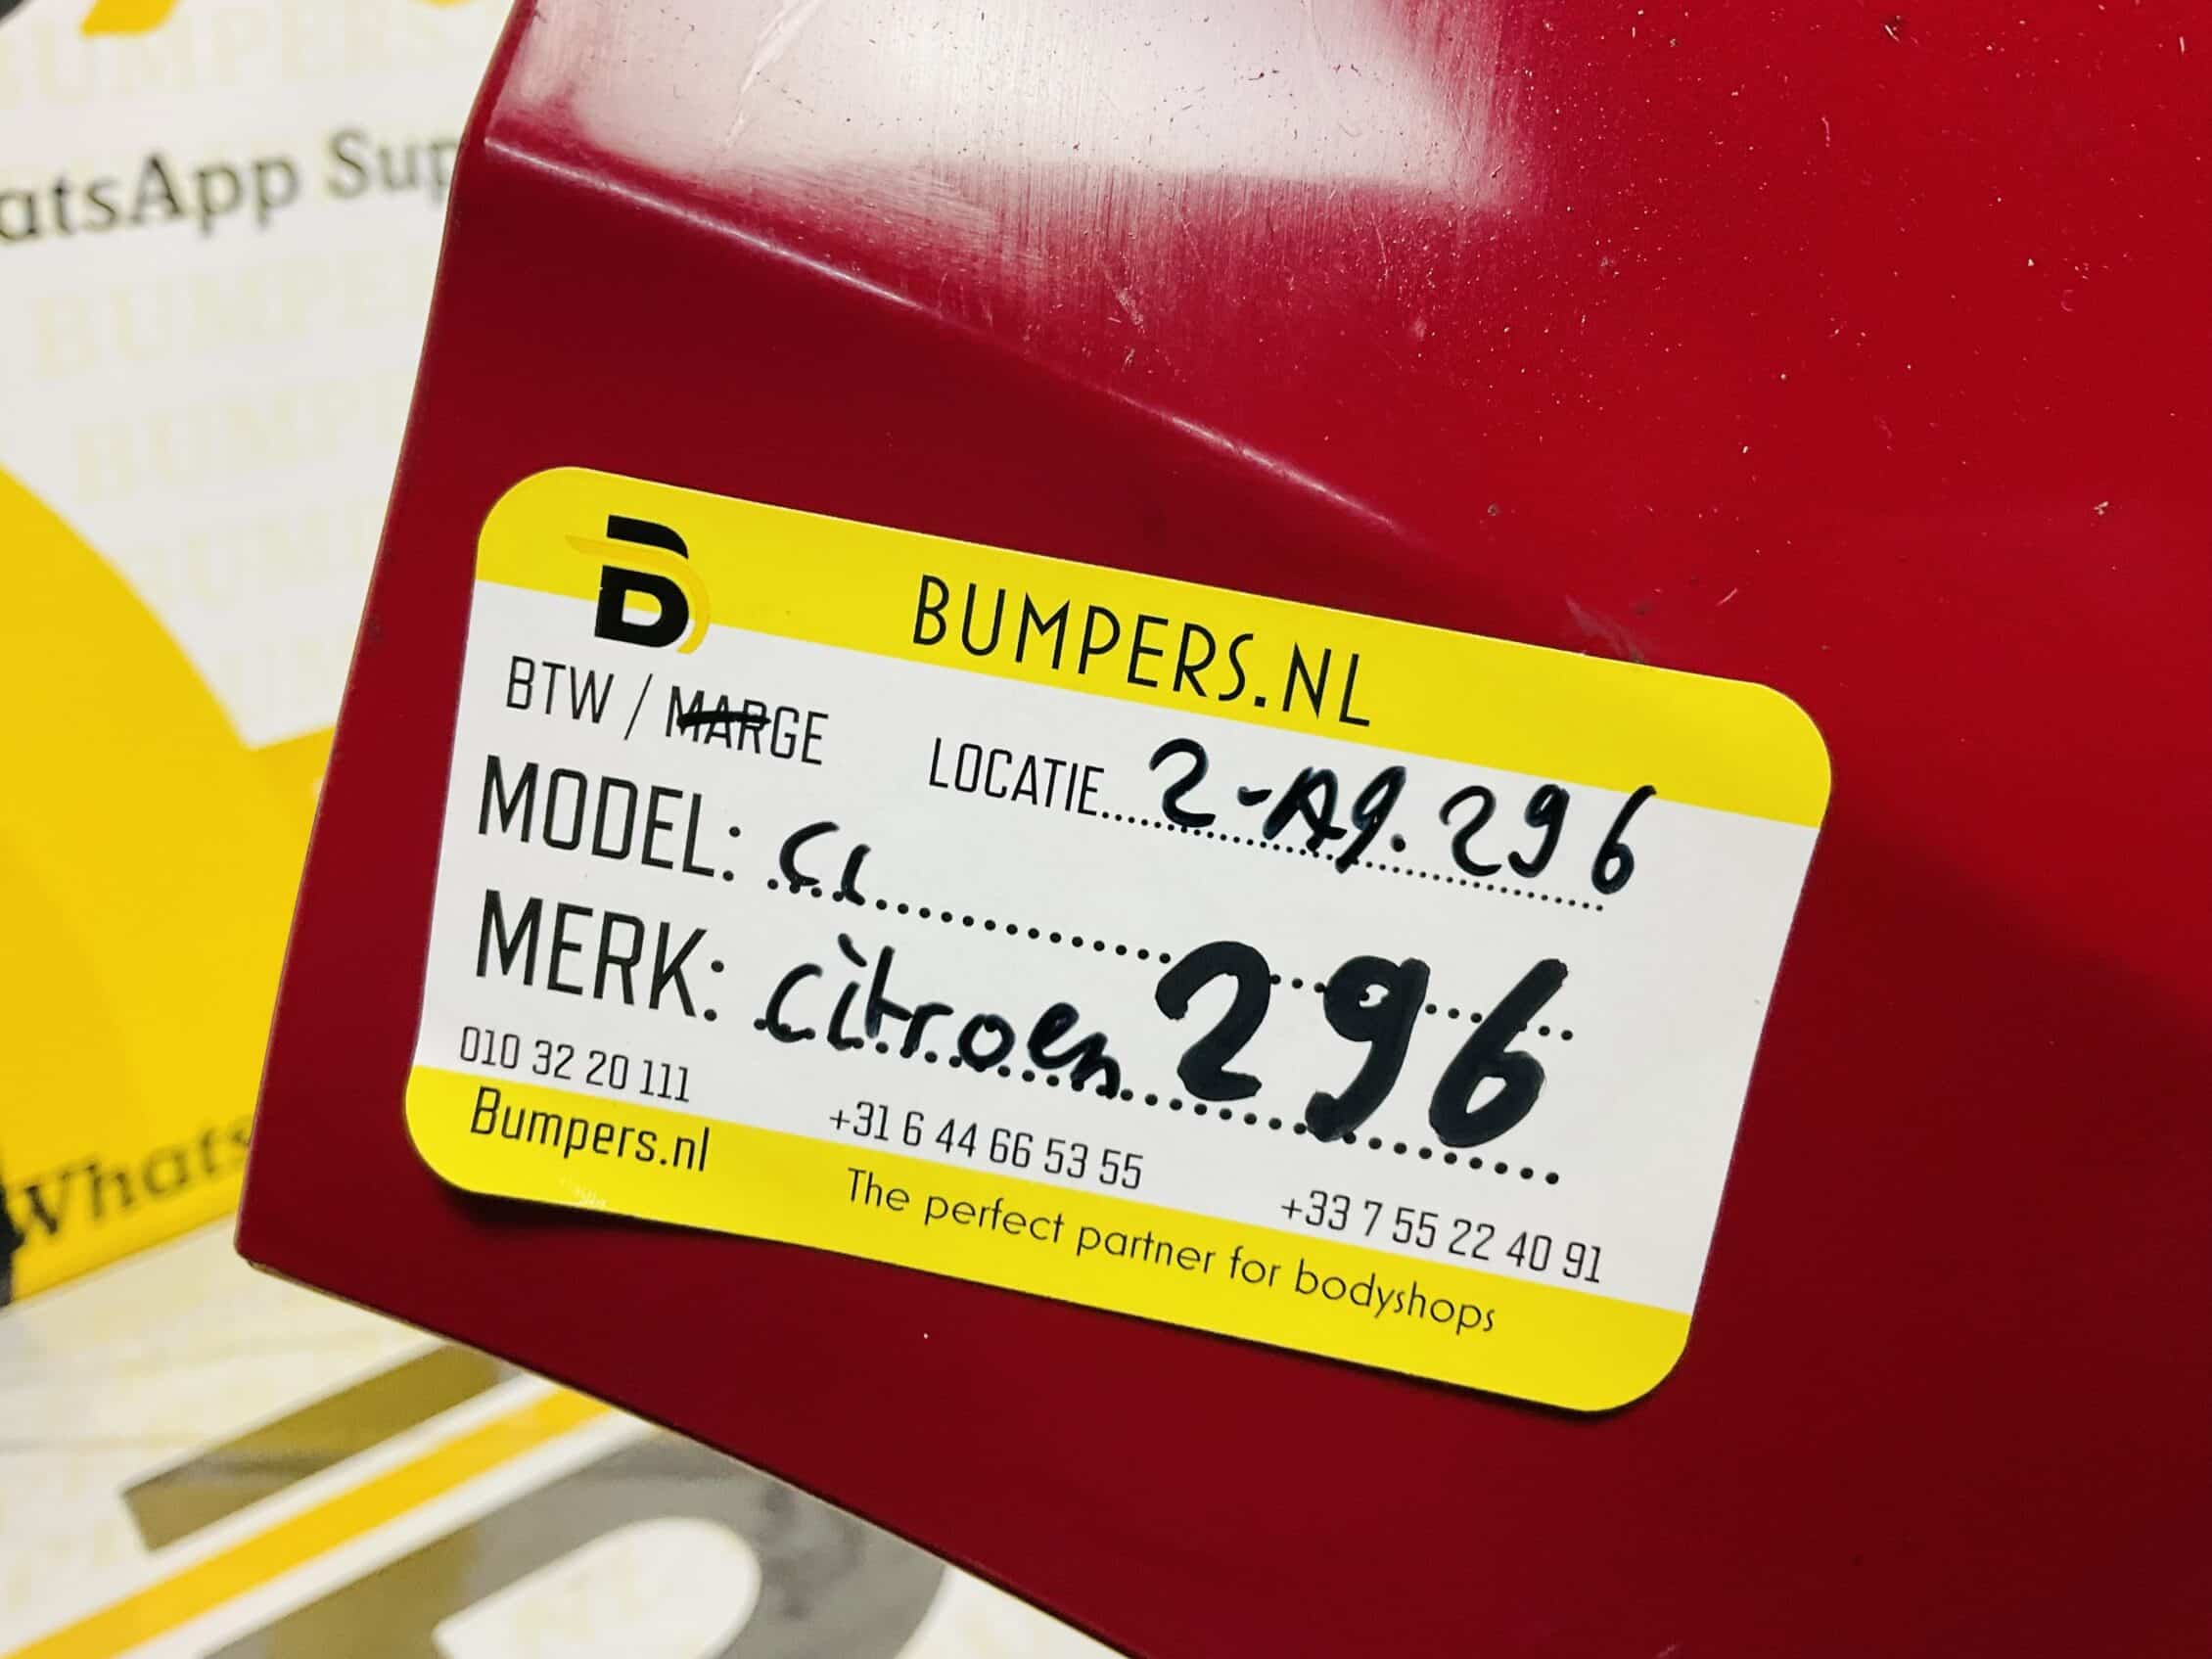 atsApp Sup
BUMPERS.NL
BTW / MARGE
LOCATIE 2-A9.296
MODEL: C1
MERK: Citroen 296
010 32 20 111
+31 6 44 66 53 55
+33 7 55 22 40 91
Bumpers.nl
The perfect partner for bodyshops
Whats